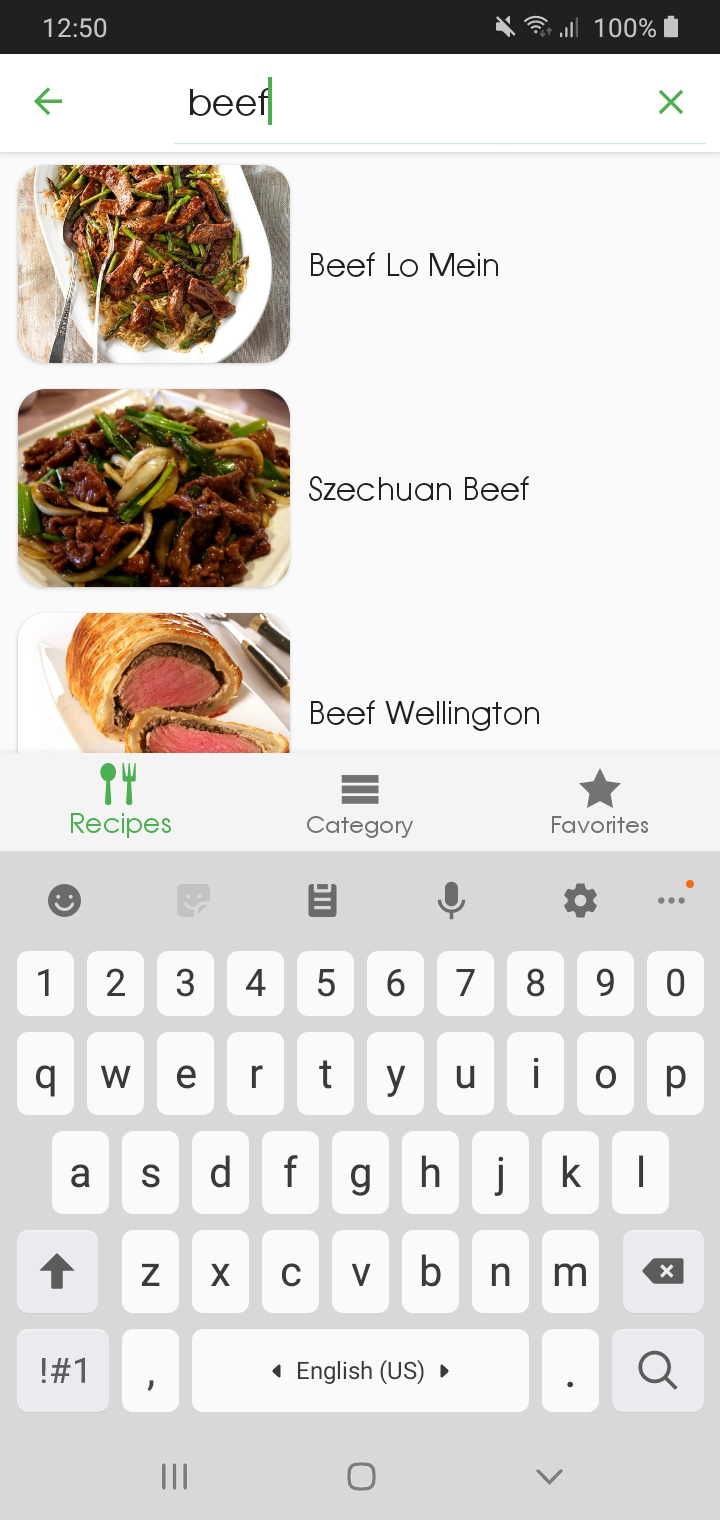 12:50 100%
beef
Beef Lo Mein
Szechuan Beef
Beef Wellington
Recipes Category Favorites
1 2 3 4 5 6 7 8 9 0
q w e r t y u i o p
a s d f g h j k l
z x c v b n m
!#1 , English (US) .